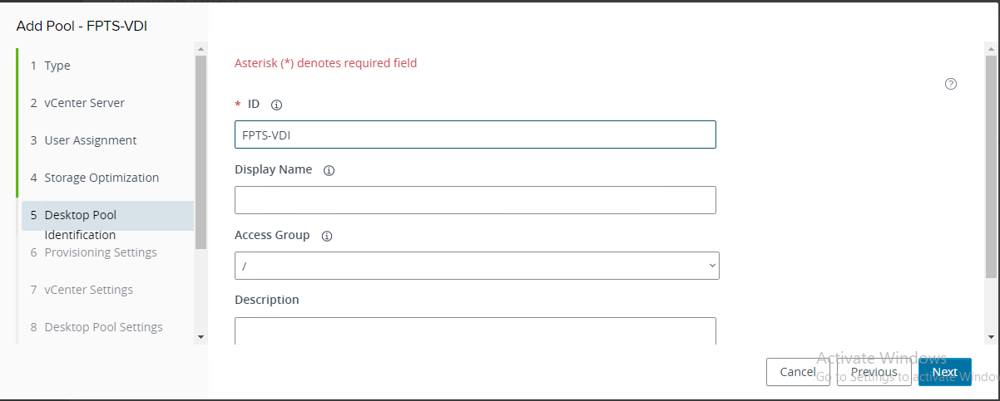 Add Pool - FPTS-VDI
1 Type
2 vCenter Server
3 User Assignment
4 Storage Optimization
5 Desktop Pool
Identification
6 Provisioning Settings
7 vCenter Settings
8 Desktop Pool Settings
Asterisk (*) denotes required field
* ID
FPTS-VDI
Display Name
Access Group
/
Description
Activate Windows
Go to Settings to activate Windows
Cancel
Previous
Next